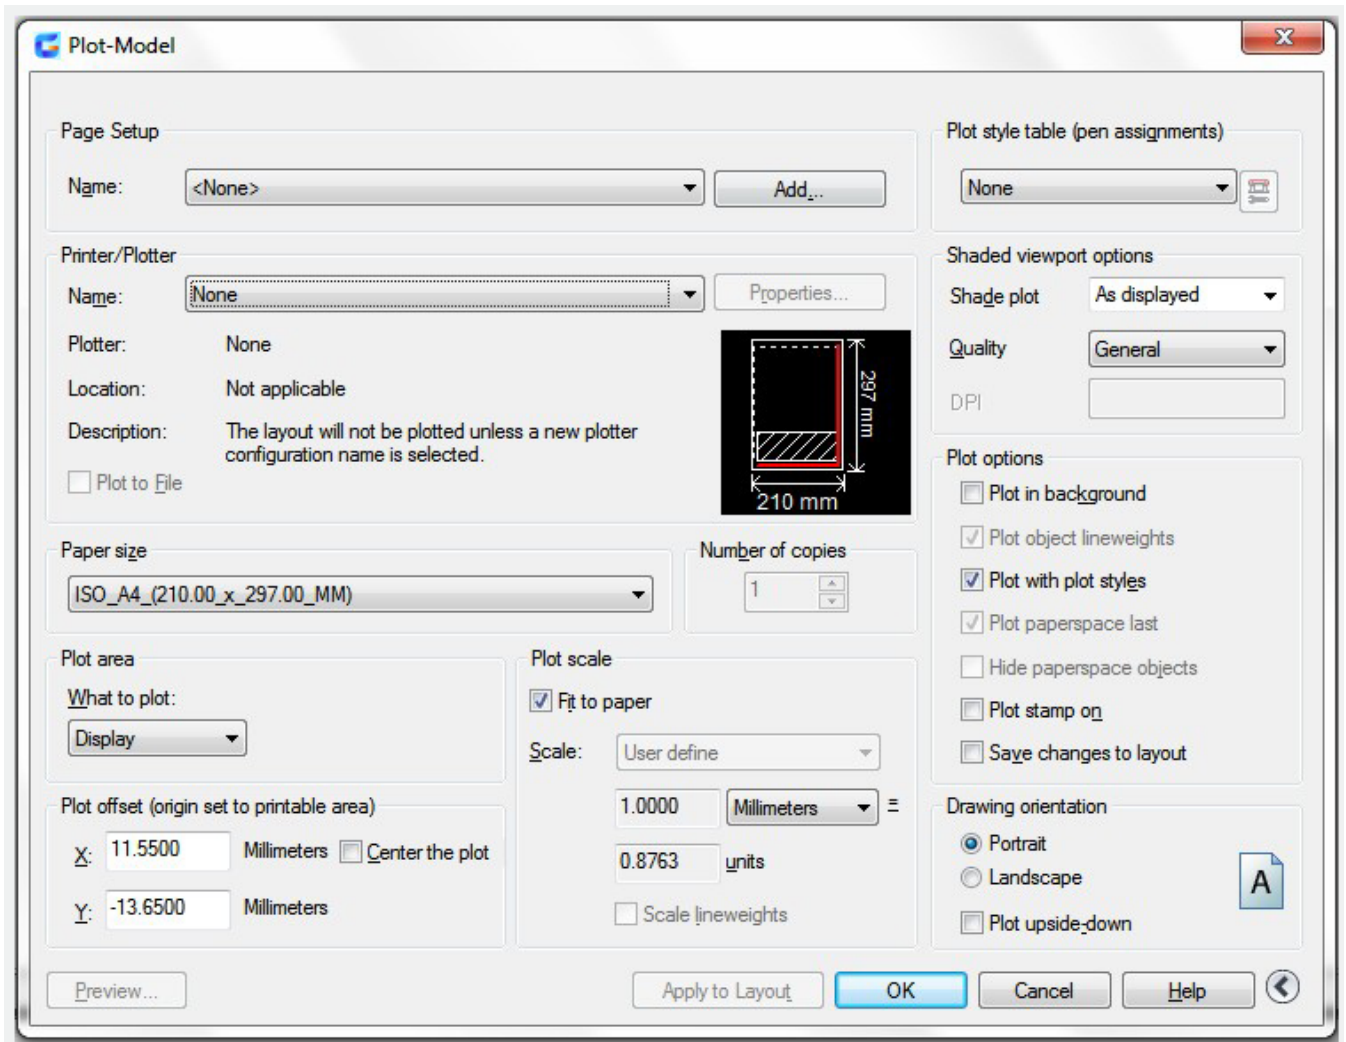 Plot-Model
Page Setup
Name: <None> Add...
Plot style table (pen assignments)
None
Printer/Plotter
Name: None Properties...
Plotter: None
Location: Not applicable
Description: The layout will not be plotted unless a new plotter
configuration name is selected.
Plot to File
297 mm
210 mm
Shaded viewport options
Shade plot As displayed
Quality General
DPI
Paper size
ISO_A4_(210.00_x_297.00_MM)
Number of copies
1
Plot options
Plot in background
Plot object lineweights
Plot with plot styles
Plot paperspace last
Hide paperspace objects
Plot stamp on
Save changes to layout
Plot area
What to plot:
Display
Plot scale
Fit to paper
Scale: User define
1.0000 Millimeters =
0.8763 units
Scale lineweights
Plot offset (origin set to printable area)
X: 11.5500 Millimeters Center the plot
Y: -13.6500 Millimeters
Drawing orientation
Portrait
Landscape
A
Plot upside-down
Preview... Apply to Layout OK Cancel Help